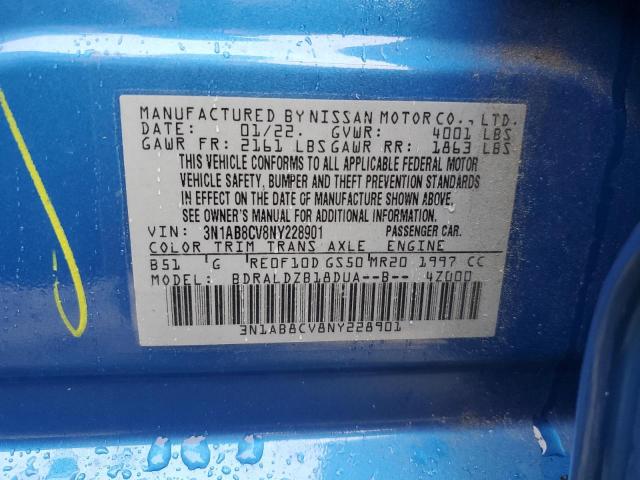 MANUFACTURED BY NISSAN MOTOR CO., LTD.
DATE: 01/22. GVWR: 4001 LBS
GAWR FR: 2161 LBS GAWR RR: 1863 LBS
THIS VEHICLE CONFORMS TO ALL APPLICABLE FEDERAL MOTOR
VEHICLE SAFETY, BUMPER AND THEFT PREVENTION STANDARDS
IN EFFECT ON THE DATE OF MANUFACTURE SHOWN ABOVE.
SEE OWNER'S MANUAL FOR ADDITIONAL INFORMATION.
VIN: 3N1AB8CV8NY228901 PASSENGER CAR.
COLOR TRIM TRANS AXLE ENGINE
B51 G RE0F10D GS50 MR20 1997 CC
MODEL: BDRALDZB18DUA--B-- 4Z000
3N1AB8CV8NY228901